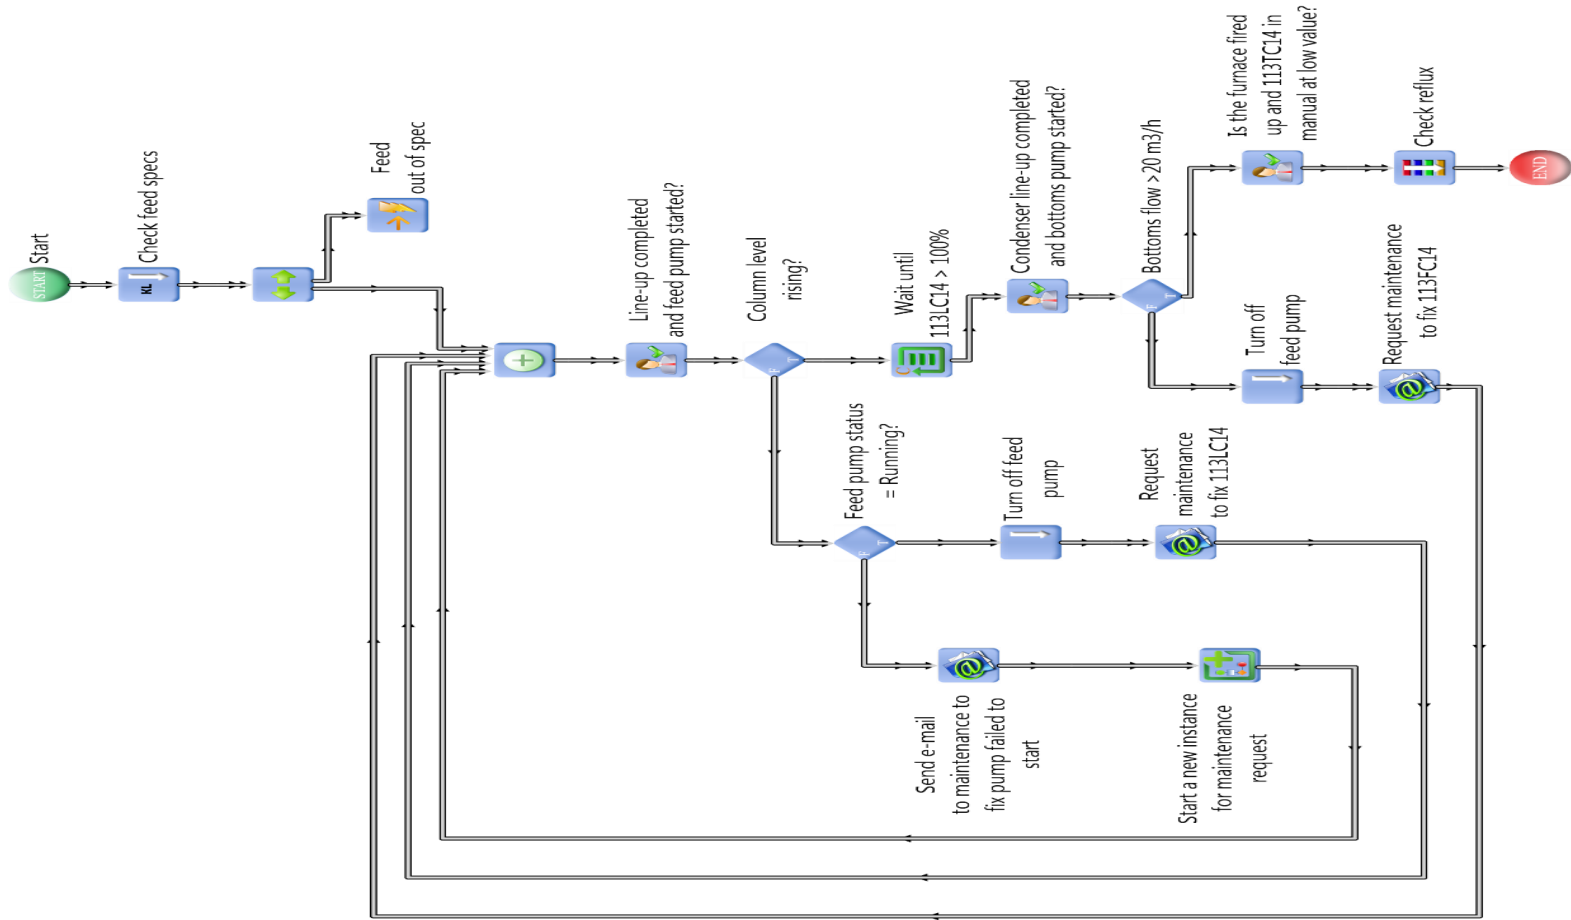 START
Start
KL
Check feed specs
Feed
out of spec
Line-up completed
and feed pump started?
Column level
rising?
F
T
Wait until
113LC14 > 100%
Condenser line-up completed
and bottoms pump started?
Bottoms flow >20 m3/h
F
T
Is the furnace fired
up and 113TC14 in
manual at low value?
Check reflux
END
Turn off
feed pump
Request maintenance
to fix 113FC14
Feed pump status
= Running?
F
T
Turn off feed
pump
Request
maintenance
to fix 113LC14
@
@
@
Send e-mail
to maintenance to
fix pump failed to
start
Start a new instance
for maintenance
request